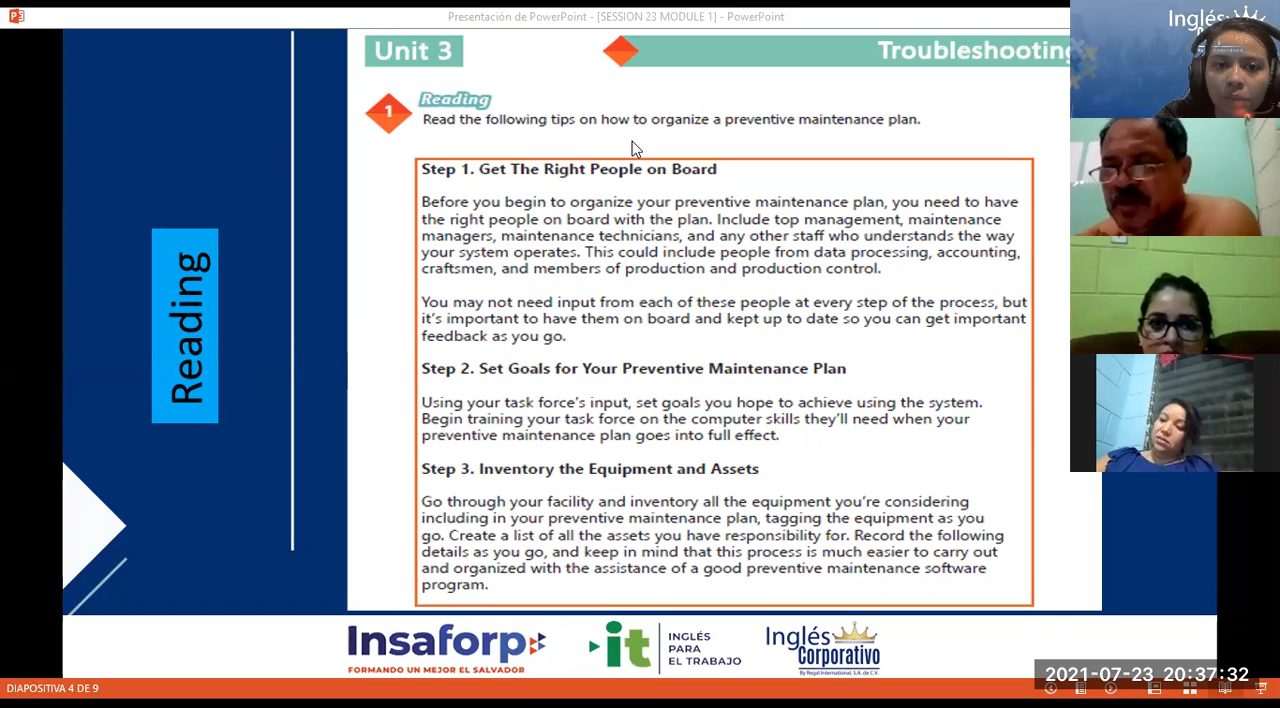 Presentación de PowerPoint - [SESSION 23 MODULE 1] - PowerPoint
Inglés
Unit 3
Troubleshooting
1
Reading
Read the following tips on how to organize a preventive maintenance plan.
Step 1. Get The Right People on Board
Before you begin to organize your preventive maintenance plan, you need to have
the right people on board with the plan. Include top management, maintenance
managers, maintenance technicians, and any other staff who understands the way
your system operates. This could include people from data processing, accounting,
craftsmen, and members of production and production control.
You may not need input from each of these people at every step of the process, but
it's important to have them on board and kept up to date so you can get important
feedback as you go.
Step 2. Set Goals for Your Preventive Maintenance Plan
Using your task force's input, set goals you hope to achieve using the system.
Begin training your task force on the computer skills they'll need when your
preventive maintenance plan goes into full effect.
Step 3. Inventory the Equipment and Assets
Go through your facility and inventory all the equipment you're considering
including in your preventive maintenance plan, tagging the equipment as you
go. Create a list of all the assets you have responsibility for. Record the following
details as you go, and keep in mind that this process is much easier to carry out
and organized with the assistance of a good preventive maintenance software
program.
Reading
Insaforp
FORMANDO UN MEJOR EL SALVADOR
it
INGLÉS
PARA
EL TRABAJO
Inglés
Corporativo
By Regal International, S.A. de C.V.
2021-07-23 20:37:32
DIAPOSITIVA 4 DE 9